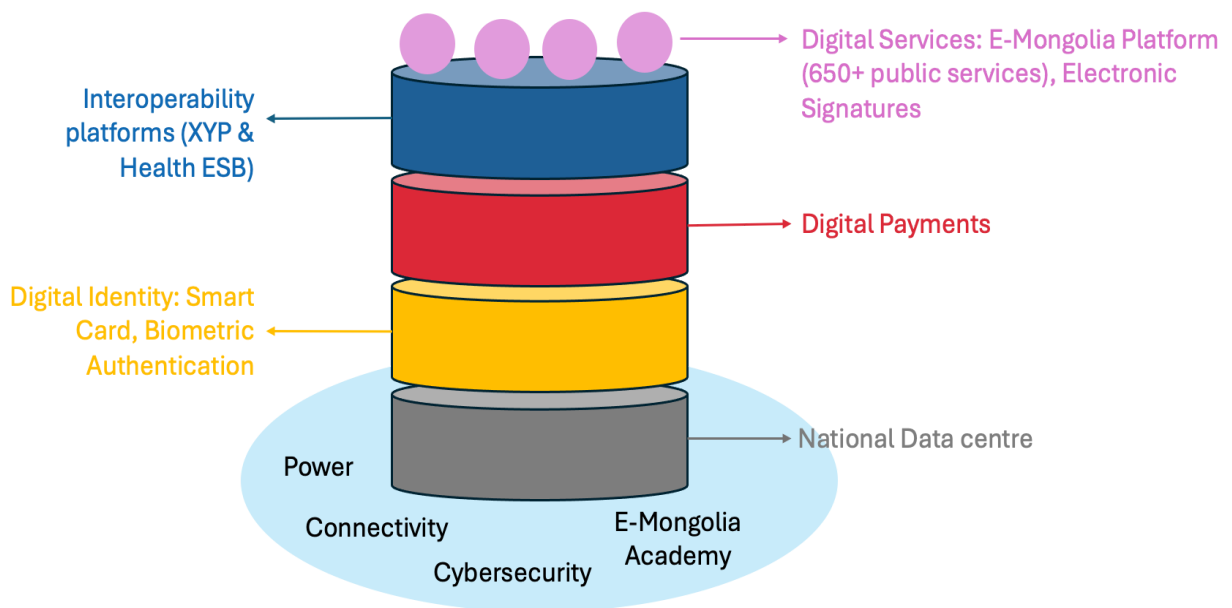 Digital Services: E-Mongolia Platform
(650+ public services), Electronic
Signatures
Interoperability
platforms (XYP &
Health ESB)
Digital Payments
Digital Identity: Smart
Card, Biometric
Authentication
National Data centre
Power
Connectivity
Cybersecurity
E-Mongolia
Academy